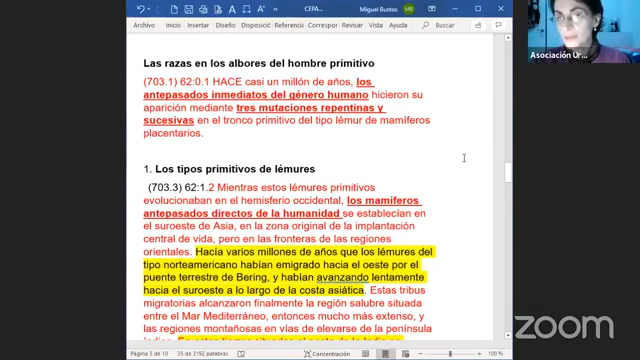 Miguel Bustos MB
CEPA...
Archivo Inicio Insertar Dibujar Diseño Disposic Referencia Correspor Revisar Vista Ayuda Buscar
Las razas en los albores del hombre primitivo
(703.1) 62:0.1 HACE casi un millón de años, los
antepasados inmediatos del género humano hicieron su
aparición mediante tres mutaciones repentinas y
sucesivas en el tronco primitivo del tipo lémur de mamíferos
placentarios.
1. Los tipos primitivos de lémures
(703.3) 62:1.2 Mientras estos lémures primitivos
evolucionaban en el hemisferio occidental, los mamíferos
antepasados directos de la humanidad se establecían en
el suroeste de Asia, en la zona original de la implantación
central de vida, pero en las fronteras de las regiones
orientales. Hacía varios millones de años que los lémures del
tipo norteamericano habían emigrado hacia el oeste por el
puente terrestre de Bering, y habían avanzando lentamente
hacia el suroeste a lo largo de la costa asiática. Estas tribus
migratorias alcanzaron finalmente la región salubre situada
entre el Mar Mediterráneo, entonces mucho más extenso, y
las regiones montañosas en vías de elevarse de la península
Página 5 de 10 35 de 2192 palabras Concentración 100 %
Asociación Ur...
zoom